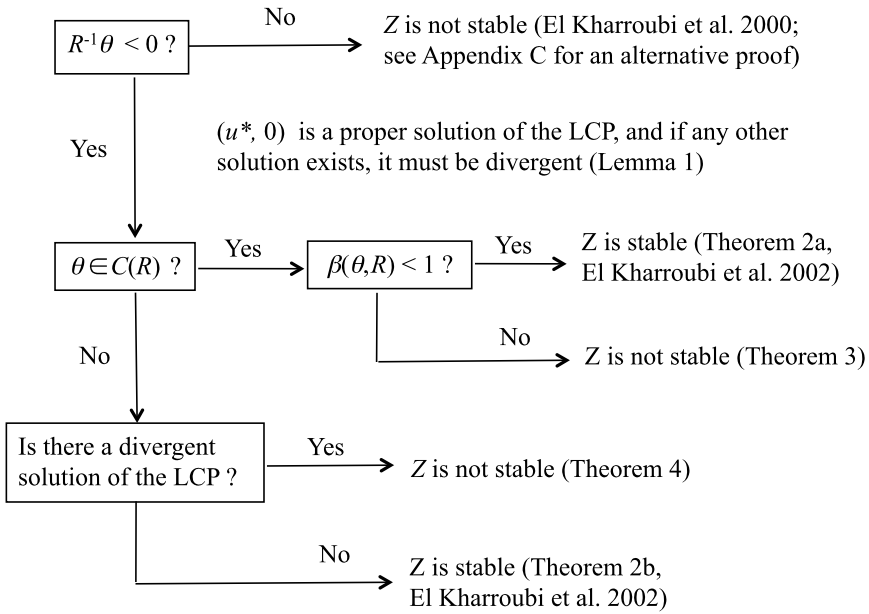 R⁻¹θ < 0 ?
No
Z is not stable (El Kharroubi et al. 2000;
see Appendix C for an alternative proof)
Yes
(u*, 0) is a proper solution of the LCP, and if any other
solution exists, it must be divergent (Lemma 1)
θ ∈ C(R) ?
Yes
β(θ,R) < 1 ?
Yes
Z is stable (Theorem 2a,
El Kharroubi et al. 2002)
No
Z is not stable (Theorem 3)
No
Is there a divergent
solution of the LCP ?
Yes
Z is not stable (Theorem 4)
No
Z is stable (Theorem 2b,
El Kharroubi et al. 2002)